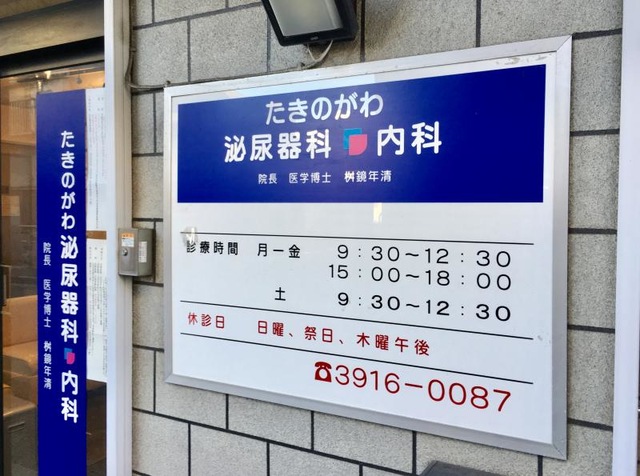 たきのがわ
泌尿器科 内科
院長 医学博士 桝鏡年清
診療時間 月ー金 9:30〜12:30
15:00〜18:00
土 9:30〜12:30
休診日 日曜、祭日、木曜午後
☎3916-0087
たきのがわ泌尿器科 内科
院長 医学博士 桝鏡年清